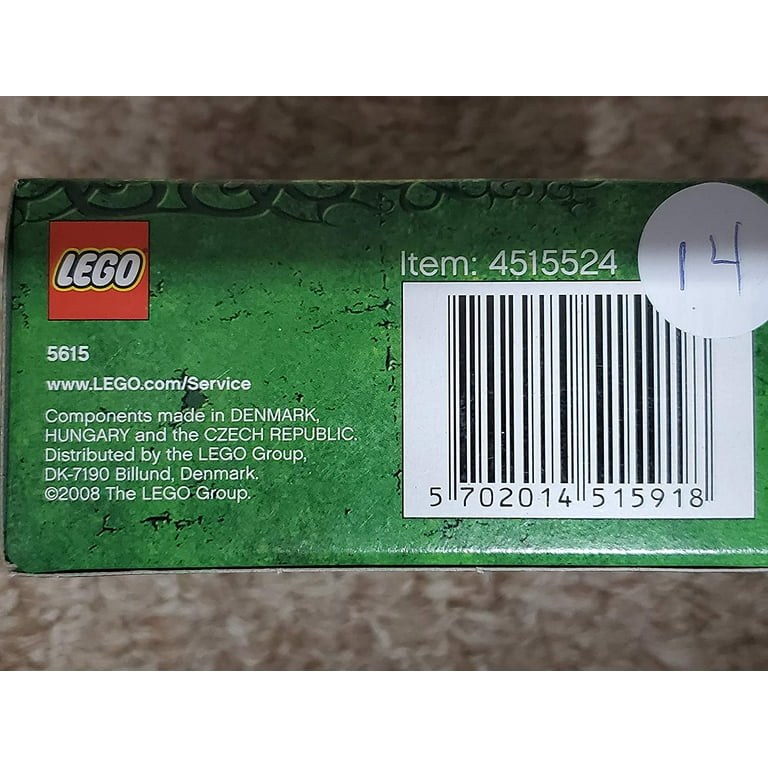 LEGO
5615
www.LEGO.com/Service
Components made in DENMARK,
HUNGARY and the CZECH REPUBLIC.
Distributed by the LEGO Group,
DK-7190 Billund, Denmark.
©2008 The LEGO Group.
Item: 4515524
14
5 702014 515918